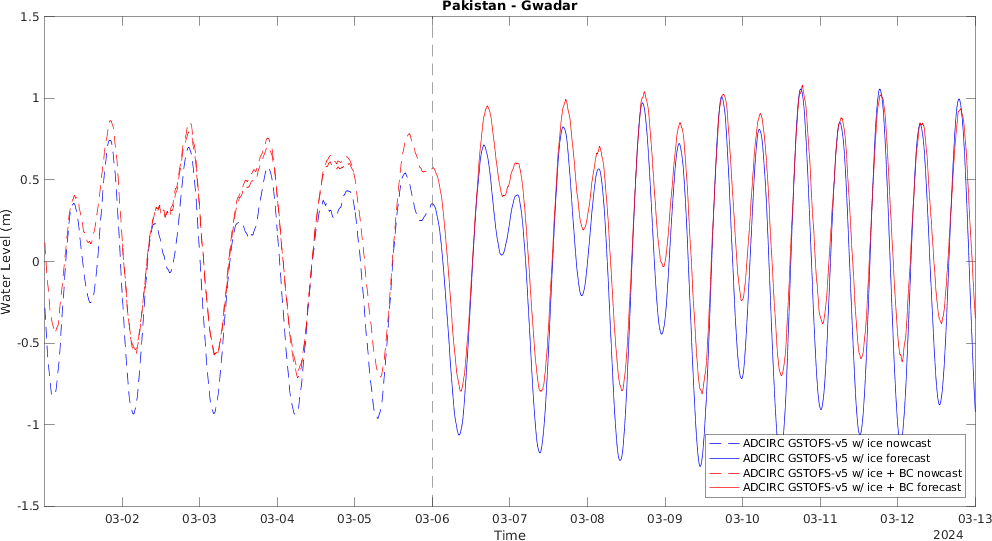 Pakistan - Gwadar
1.5
1
0.5
0
-0.5
-1
-1.5
Water Level (m)
ADCIRC GSTOFS-v5 w/ ice nowcast
ADCIRC GSTOFS-v5 w/ ice forecast
ADCIRC GSTOFS-v5 w/ ice + BC nowcast
ADCIRC GSTOFS-v5 w/ ice + BC forecast
03-02 03-03 03-04 03-05 03-06 03-07 03-08 03-09 03-10 03-11 03-12 03-13
Time
2024